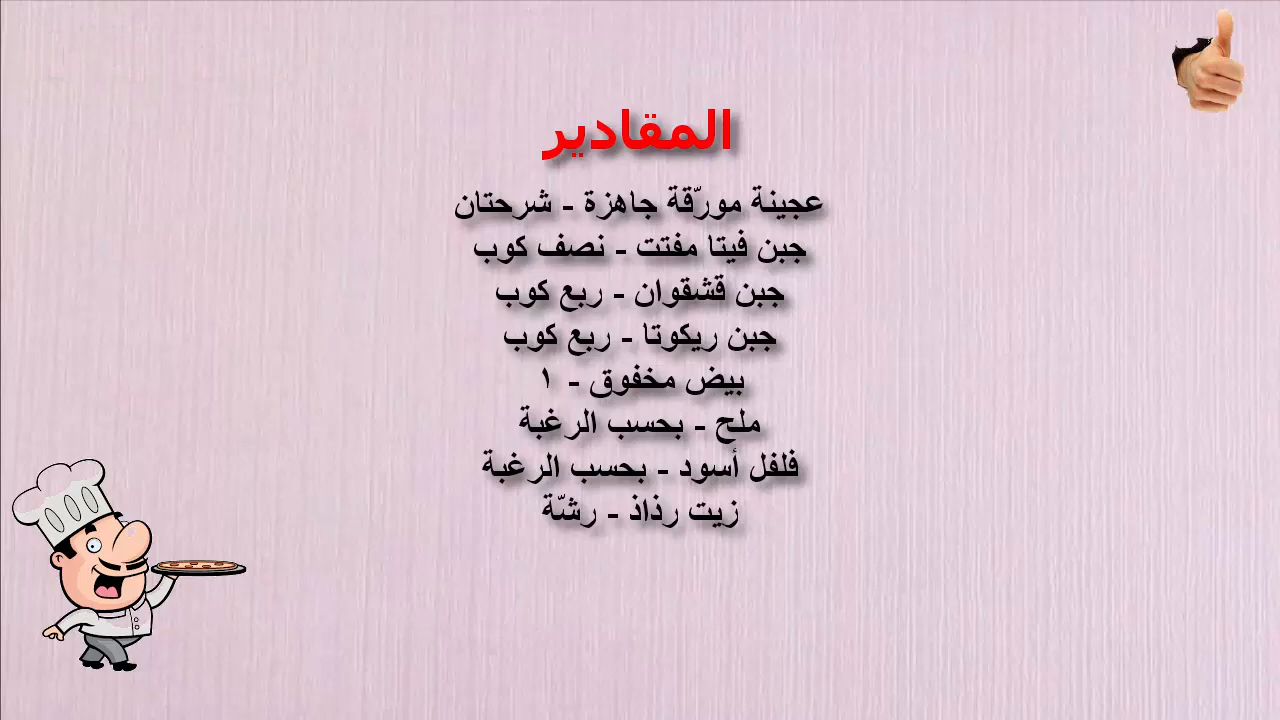 المقادير
عجينة مورّقة جاهزة - شرحتان
جبن فيتا مفتت - نصف كوب
جبن قشقوان - ربع كوب
جبن ريكوتا - ربع كوب
بيض مخفوق - ١
ملح - بحسب الرغبة
فلفل أسود - بحسب الرغبة
زيت رذاذ - رشّة